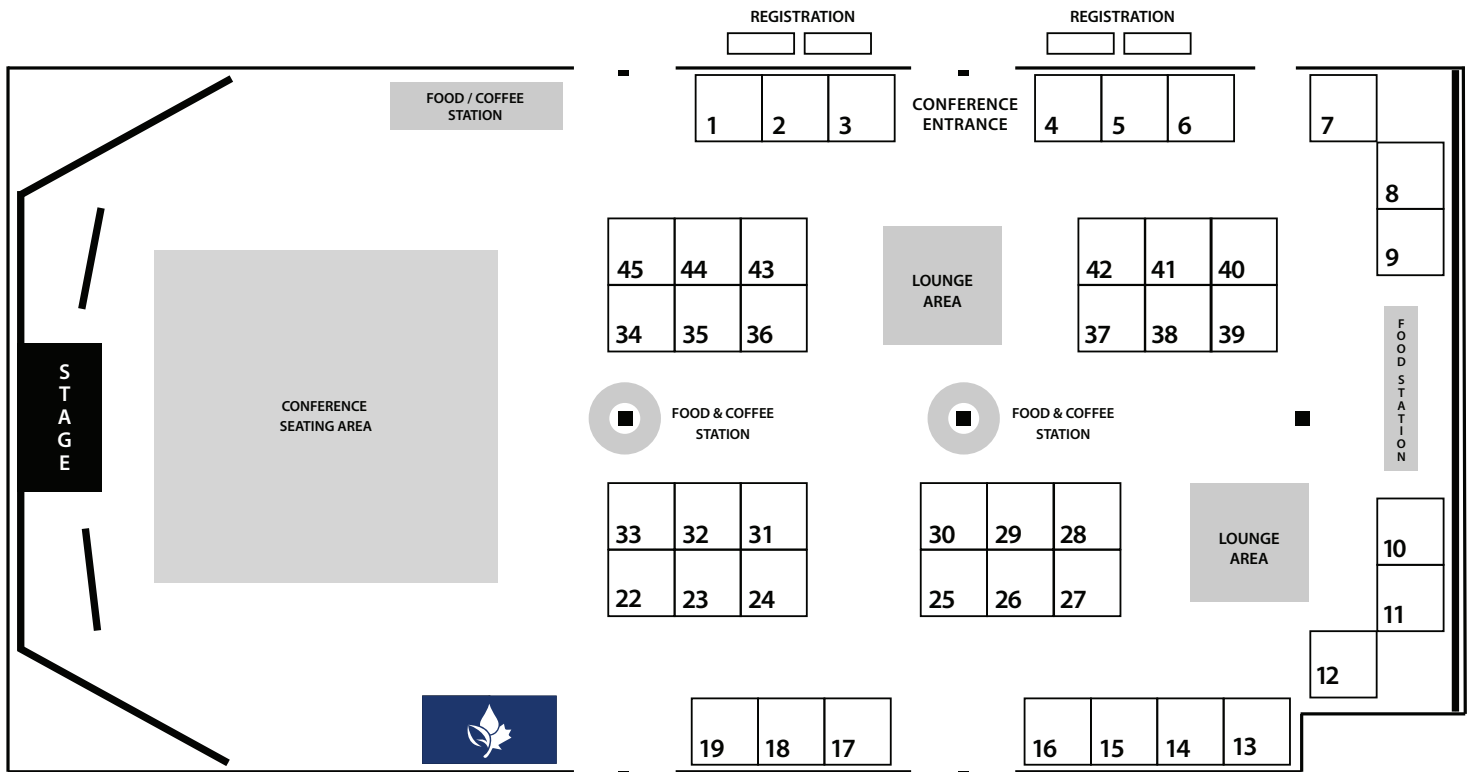 REGISTRATION
REGISTRATION
FOOD / COFFEE
STATION
1 2 3
CONFERENCE
ENTRANCE
4 5 6
7
8
9
45 44 43
34 35 36
LOUNGE
AREA
42 41 40
37 38 39
FOOD STATION
STAGE
CONFERENCE
SEATING AREA
FOOD & COFFEE
STATION
FOOD & COFFEE
STATION
33 32 31
22 23 24
30 29 28
25 26 27
LOUNGE
AREA
10
11
12
19 18 17
16 15 14 13